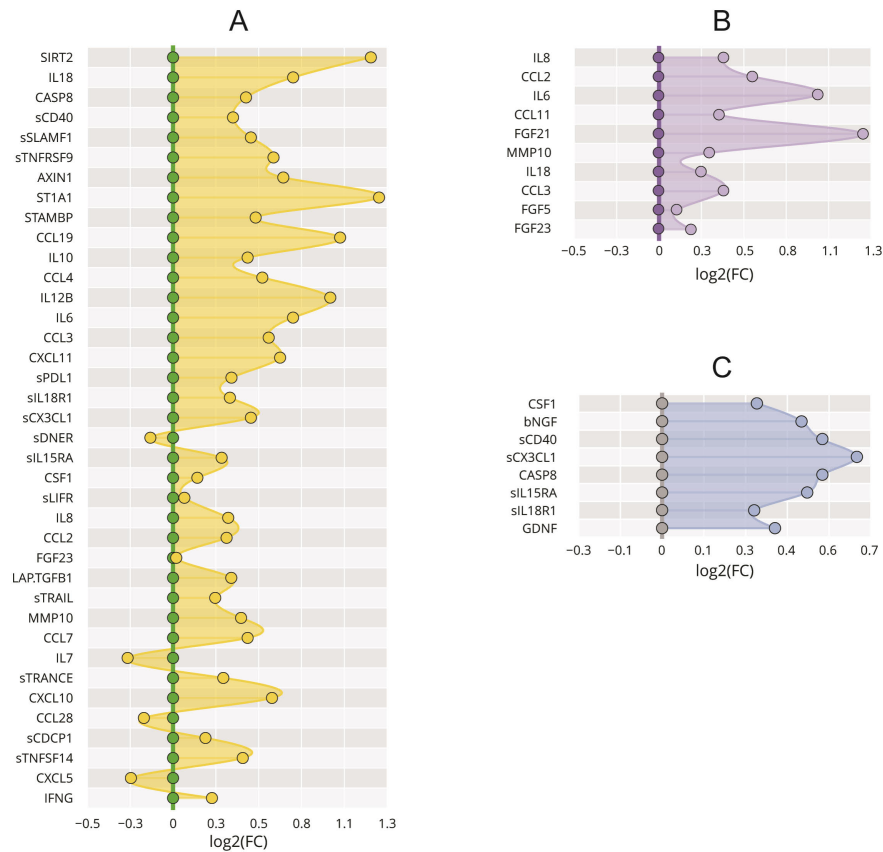 A
SIRT2
IL18
CASP8
sCD40
sSLAMF1
sTNFRSF9
AXIN1
ST1A1
STAMBP
CCL19
IL10
CCL4
IL12B
IL6
CCL3
CXCL11
sPDL1
sIL18R1
sCX3CL1
sDNER
sIL15RA
CSF1
sLIFR
IL8
CCL2
FGF23
LAP.TGFB1
sTRAIL
MMP10
CCL7
IL7
sTRANCE
CXCL10
CCL28
sCDCP1
sTNFSF14
CXCL5
IFNG
−0.5 −0.3 0 0.3 0.5 0.8 1.1 1.3
log2(FC)
B
IL8
CCL2
IL6
CCL11
FGF21
MMP10
IL18
CCL3
FGF5
FGF23
−0.5 −0.3 0 0.3 0.5 0.8 1.1 1.3
log2(FC)
C
CSF1
bNGF
sCD40
sCX3CL1
CASP8
sIL15RA
sIL18R1
GDNF
−0.3 −0.1 0 0.1 0.3 0.4 0.6 0.7
log2(FC)